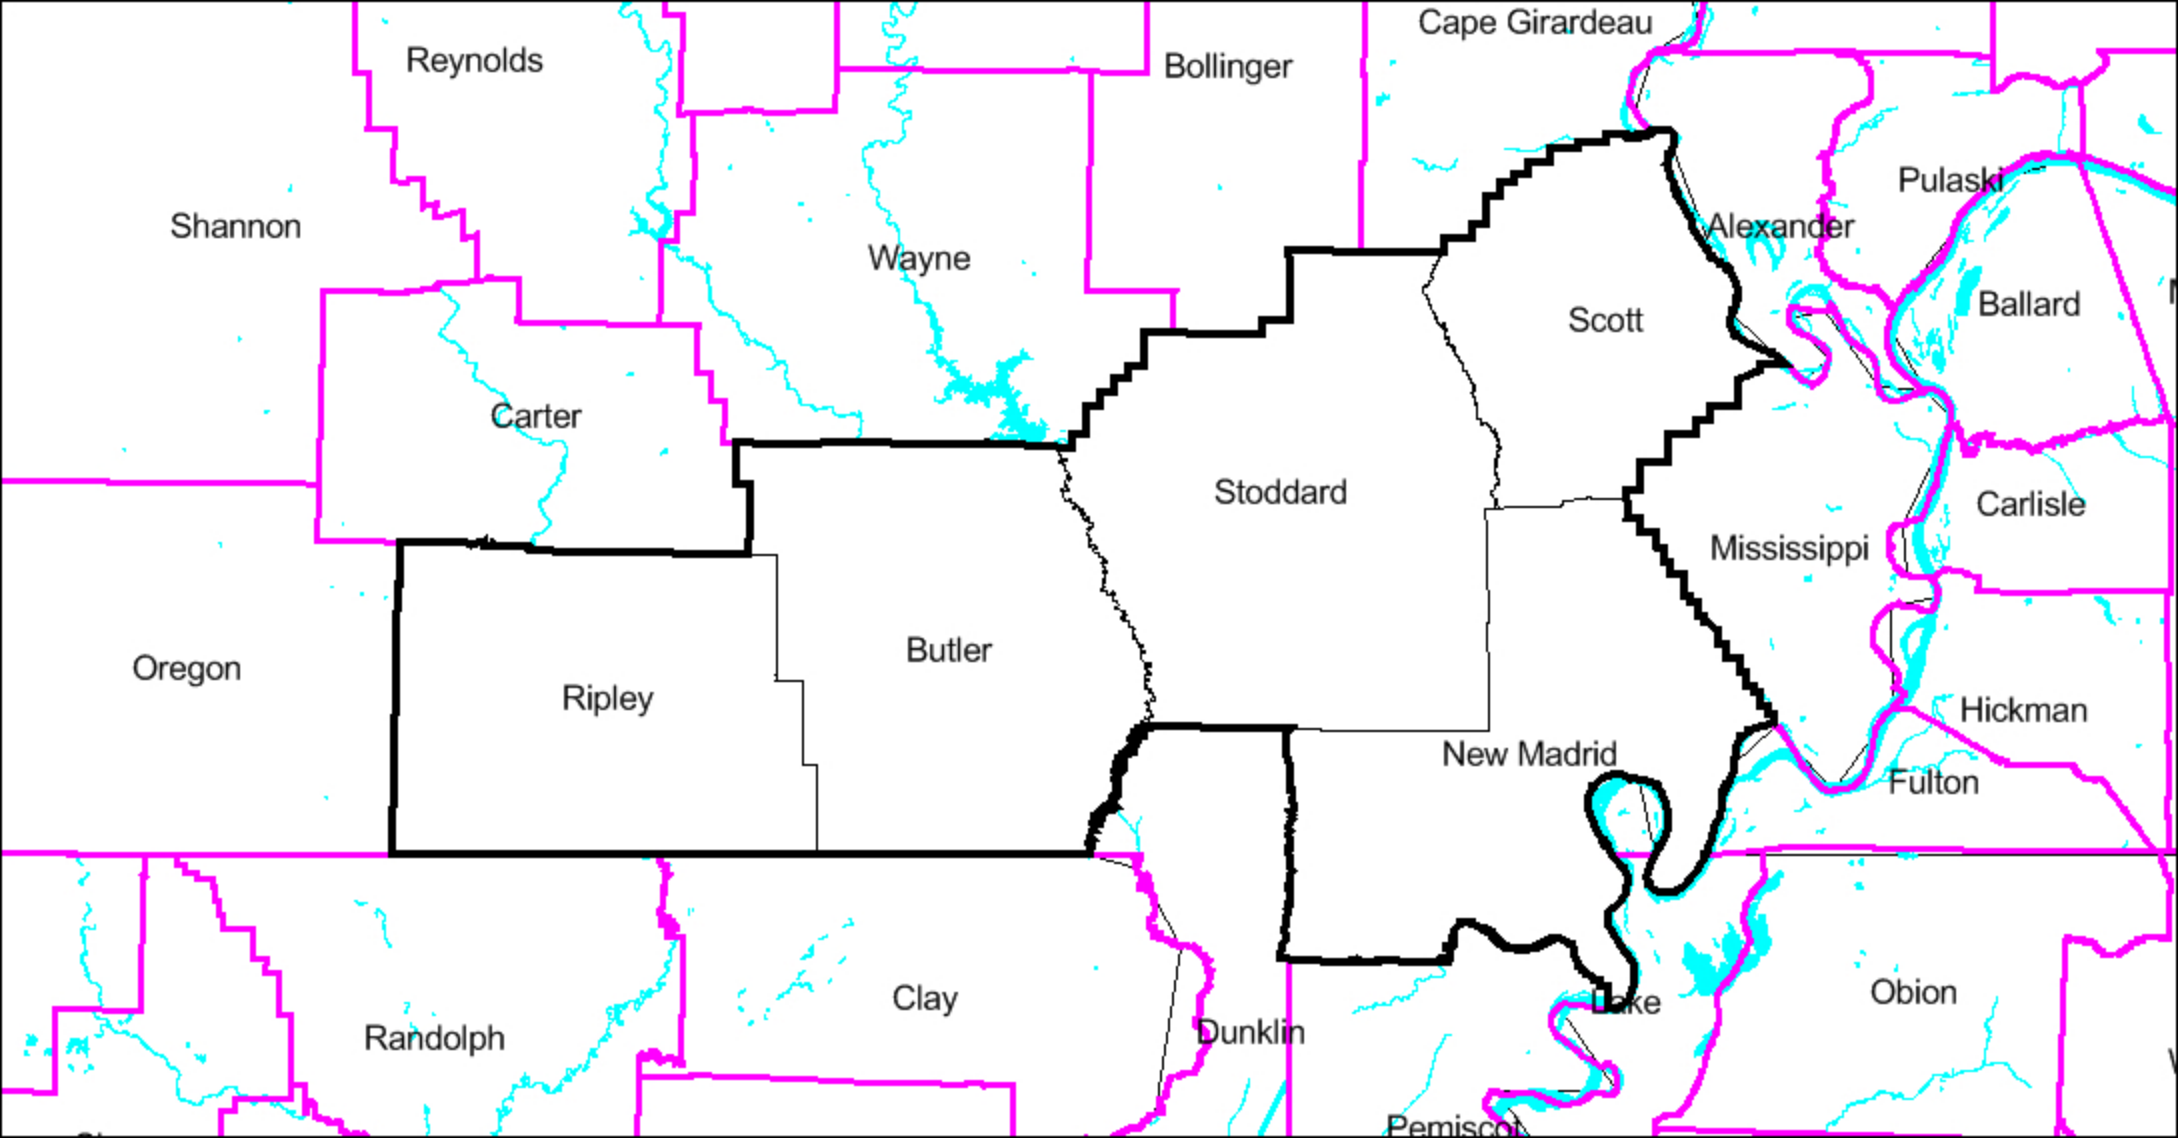 Cape Girardeau
Reynolds
Bollinger
Pulaski
Shannon
Alexander
Wayne
Ballard
Scott
Carter
Stoddard
Carlisle
Mississippi
Butler
Oregon
Ripley
Hickman
New Madrid
Fulton
Obion
Clay
Lake
Dunklin
Randolph
Pemiscot